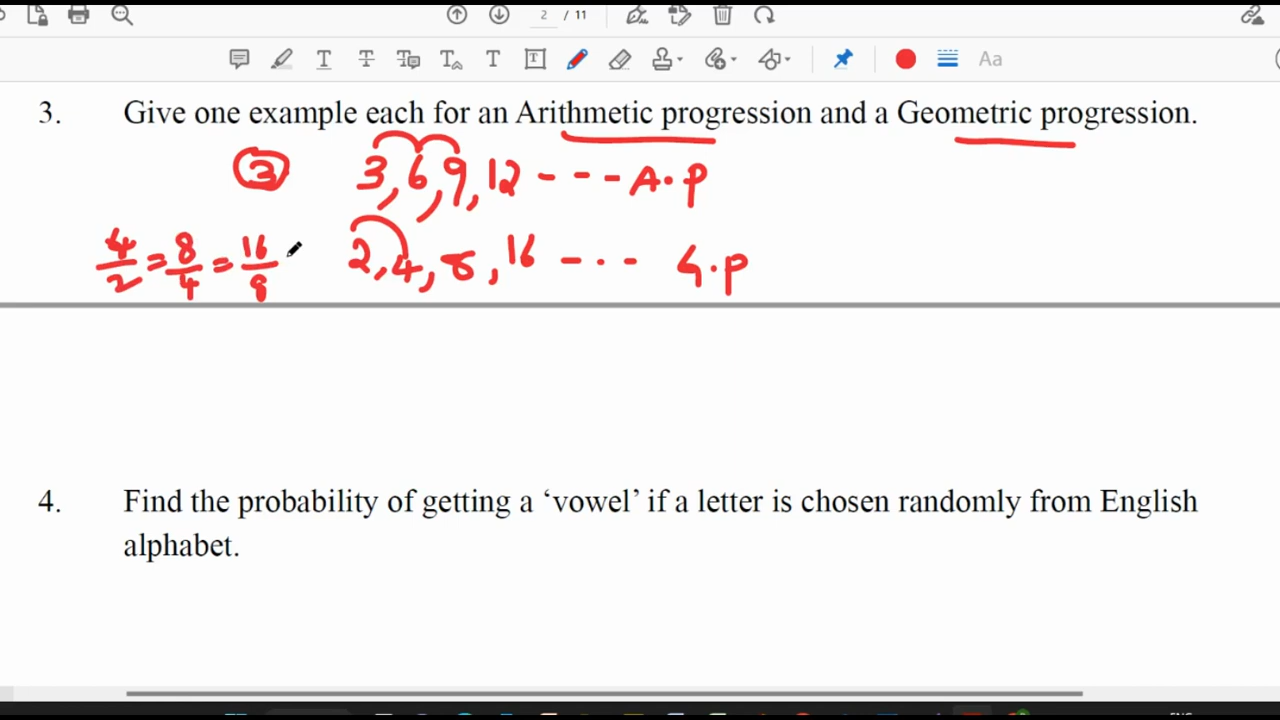 2 / 11
T T T T T Aa
3. Give one example each for an Arithmetic progression and a Geometric progression.
3 3, 6, 9, 12 - - - A.P
4/2 = 8/4 = 16/8 2, 4, 8, 16 - . . - G.P
4. Find the probability of getting a ‘vowel’ if a letter is chosen randomly from English
alphabet.